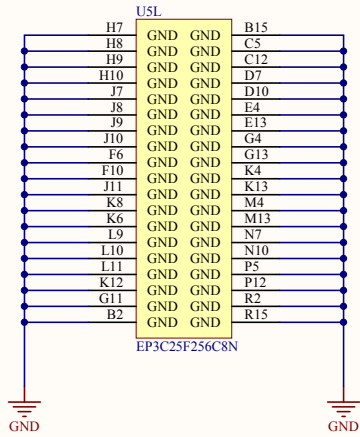 U5L
H7 GND GND B15
H8 GND GND C5
H9 GND GND C12
H10 GND GND D7
J7 GND GND D10
J8 GND GND E4
J9 GND GND E13
J10 GND GND G4
F6 GND GND G13
F10 GND GND K4
J11 GND GND K13
K8 GND GND M4
K6 GND GND M13
L9 GND GND N7
L10 GND GND N10
L11 GND GND P5
K12 GND GND P12
G11 GND GND R2
B2 GND GND R15
EP3C25F256C8N
GND GND